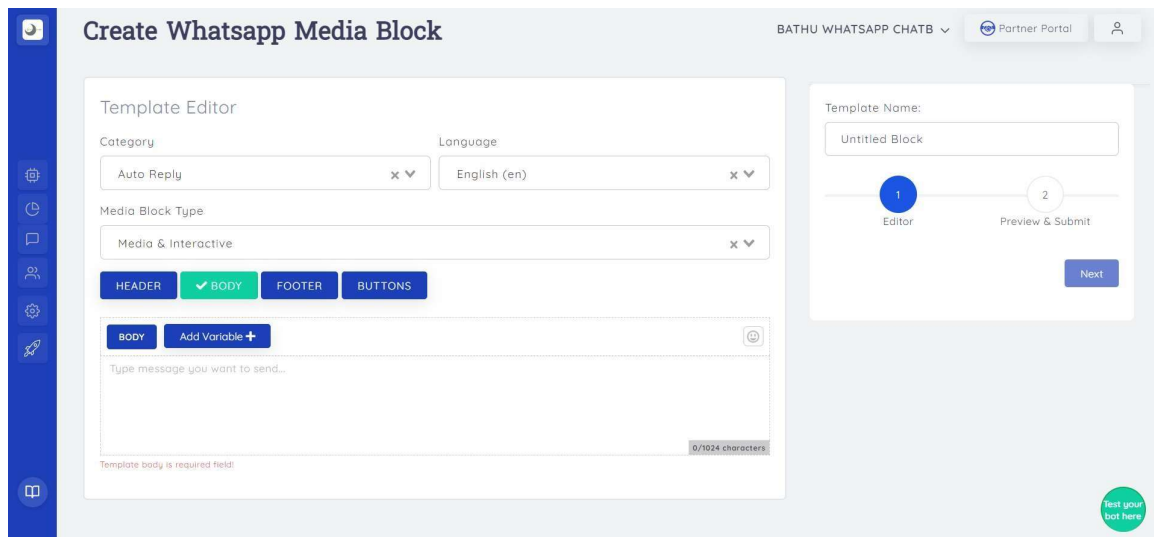 Create Whatsapp Media Block
BATHU WHATSAPP CHATB
Partner Portal
Template Editor
Category
Language
Auto Reply
English (en)
Media Block Type
Media & Interactive
HEADER
BODY
FOOTER
BUTTONS
BODY
Add Variable
Type message you want to send...
0/1024 characters
Template body is required field!
Template Name:
Untitled Block
1
2
Editor
Preview & Submit
Next
Test your
bot here